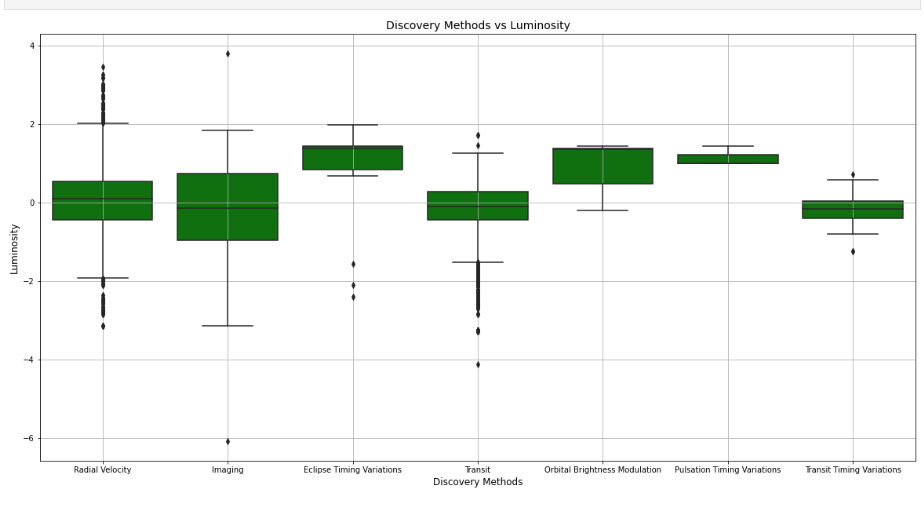 Discovery Methods vs Luminosity
4
2
0
−2
−4
−6
Luminosity
Radial Velocity Imaging Eclipse Timing Variations Transit Orbital Brightness Modulation Pulsation Timing Variations Transit Timing Variations
Discovery Methods